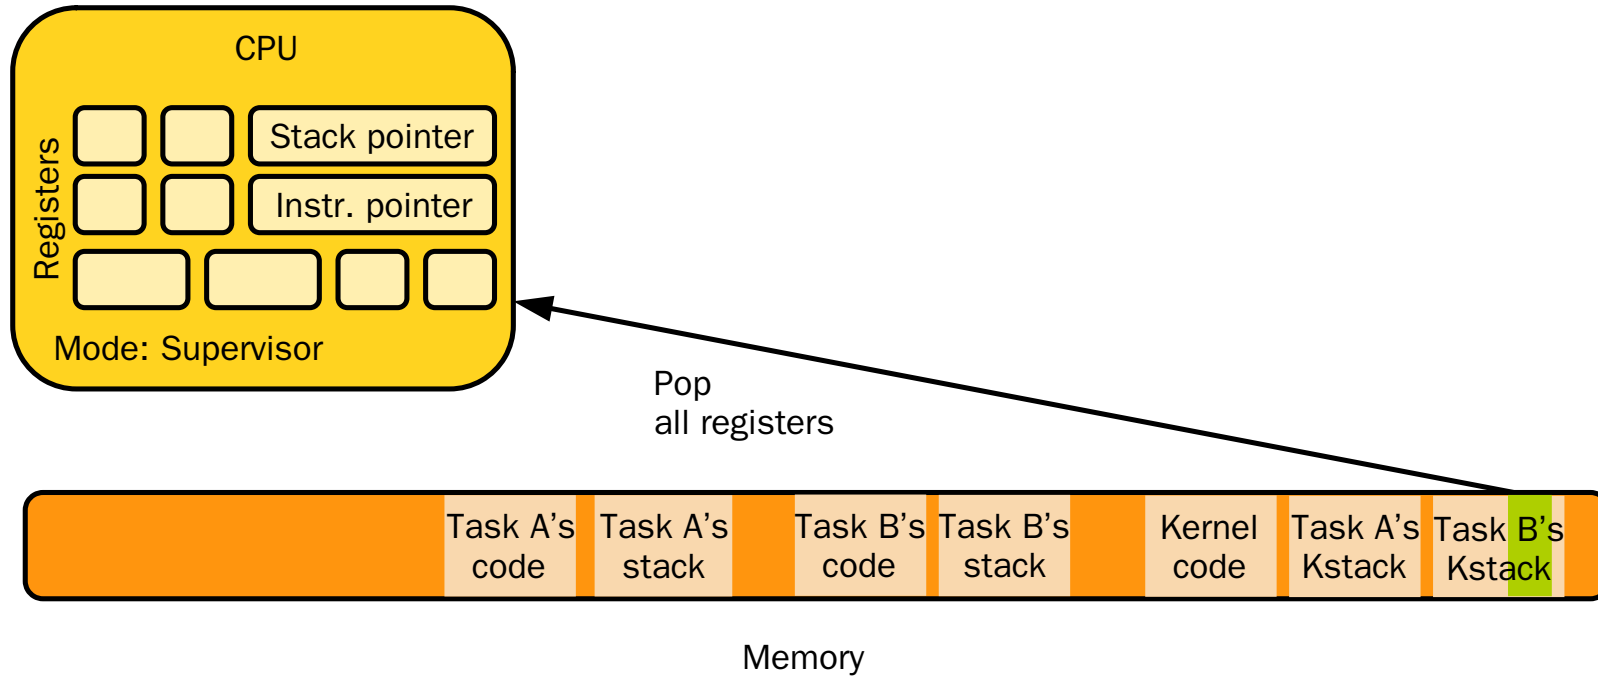 CPU
Registers
Stack pointer
Instr. pointer
Mode: Supervisor
Pop
all registers
Task A’s
code
Task A’s
stack
Task B’s
code
Task B’s
stack
Kernel
code
Task A’s
Kstack
Task B’s
Kstack
Memory